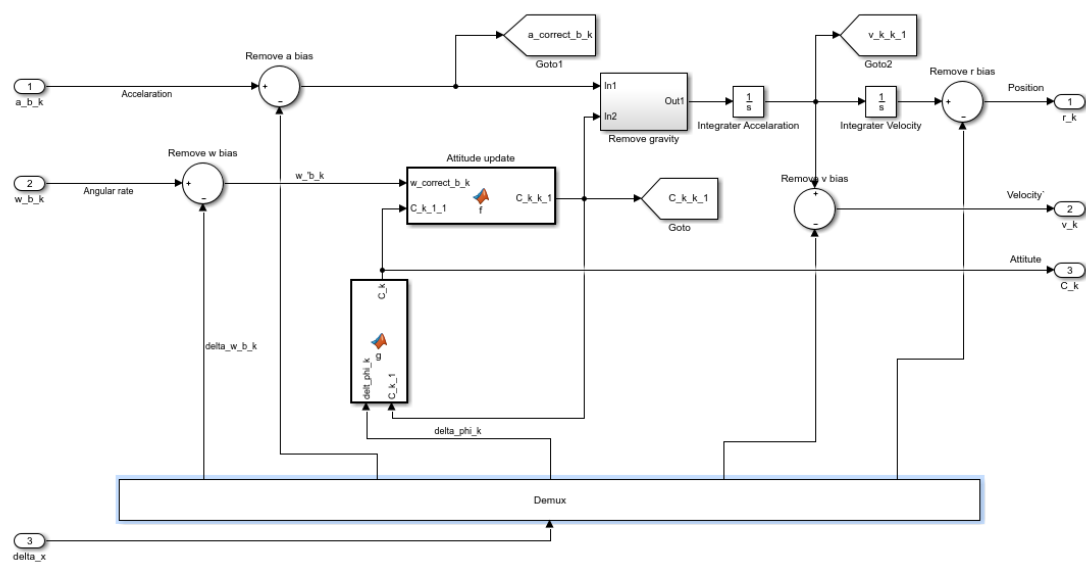 a_correct_b_k
Goto1
v_k_k_1
Goto2
Remove a bias
Remove r bias
1
a_b_k
Accelaration
+
−
In1
In2
Out1
Remove gravity
1
s
Integrater Accelaration
1
s
Integrater Velocity
+
−
Position
1
r_k
Remove w bias
Attitude update
2
w_b_k
Angular rate
+
−
w_'b_k
w_correct_b_k
C_k_1_1
f
C_k_k_1
C_k_k_1
Goto
Remove v bias
+
−
Velocity`
2
v_k
Attitute
3
C_k
C_k
g
delt_phi_k
C_k_1
delta_w_b_k
delta_phi_k
Demux
3
delta_x